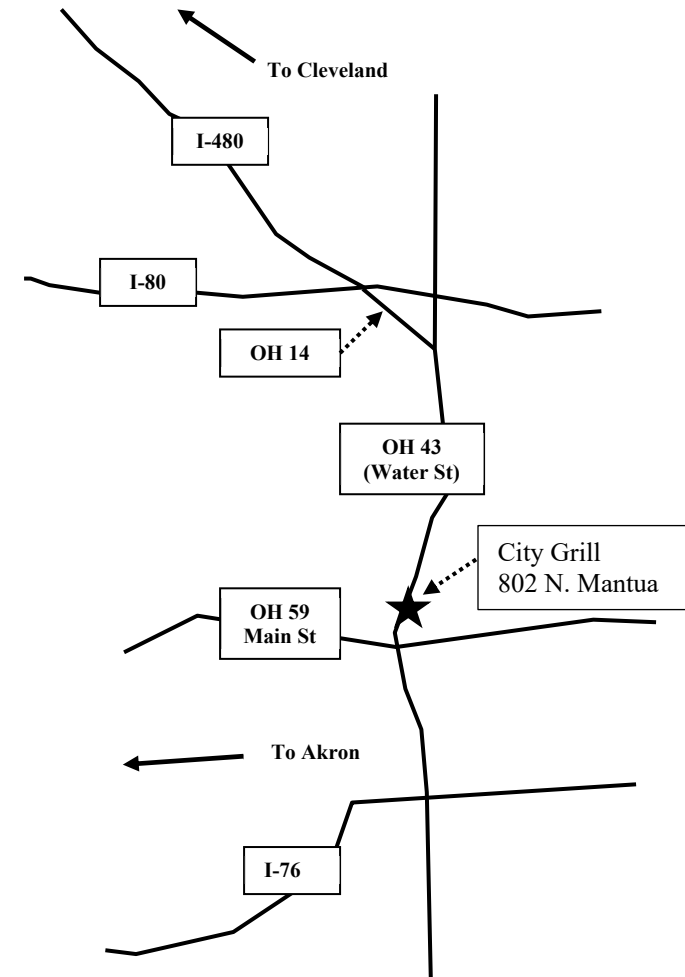 To Cleveland
I-480
I-80
OH 14
OH 43
(Water St)
City Grill
802 N. Mantua
OH 59
Main St
To Akron
I-76